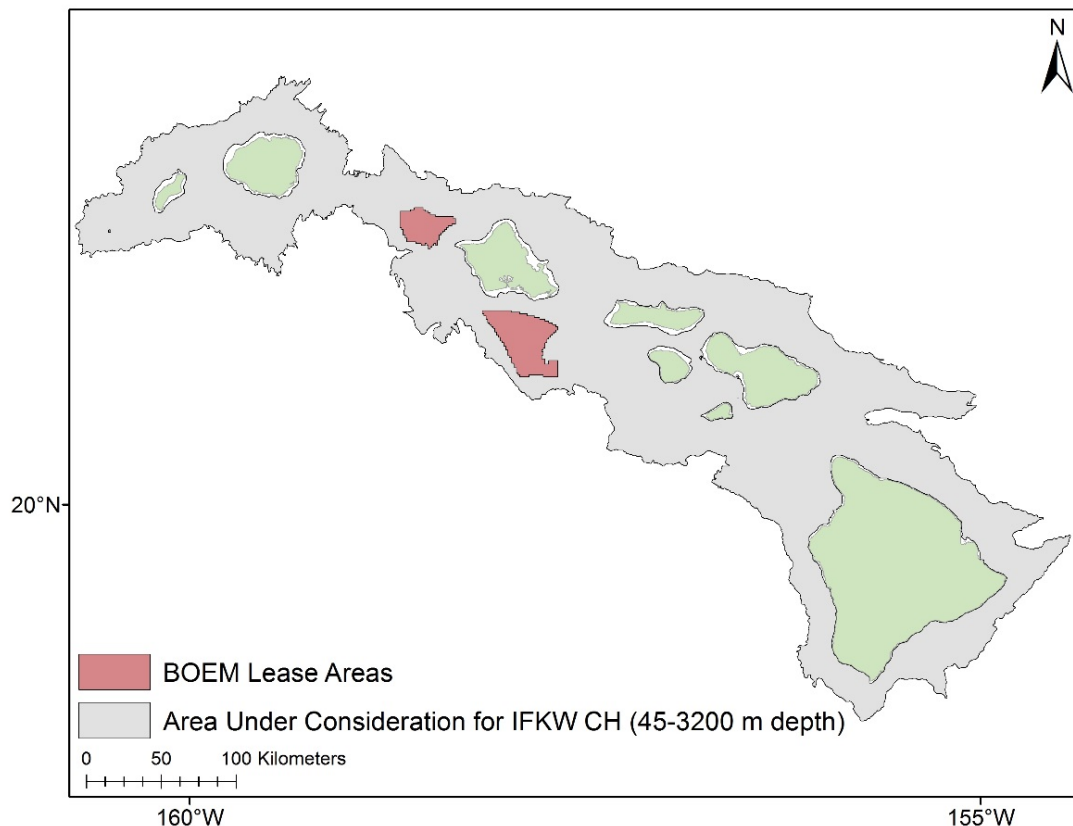 N
20°N
BOEM Lease Areas
Area Under Consideration for IFKW CH (45-3200 m depth)
0 50 100 Kilometers
160°W 155°W